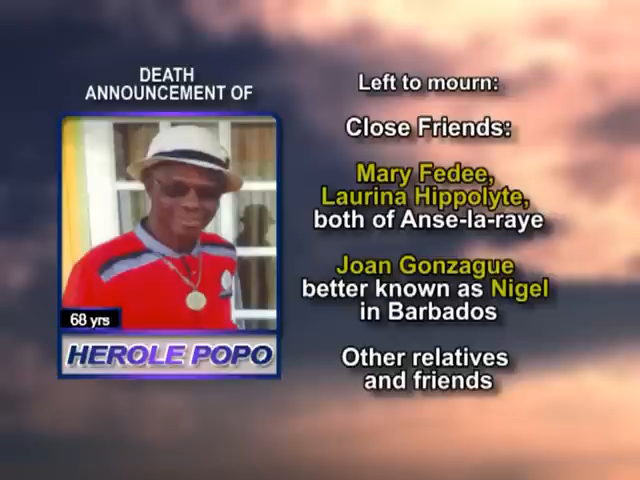 DEATH
ANNOUNCEMENT OF
68 yrs
HEROLE POPO
Left to mourn:
Close Friends:
Mary Fedee,
Laurina Hippolyte,
both of Anse-la-raye
Joan Gonzague
better known as Nigel
in Barbados
Other relatives
and friends